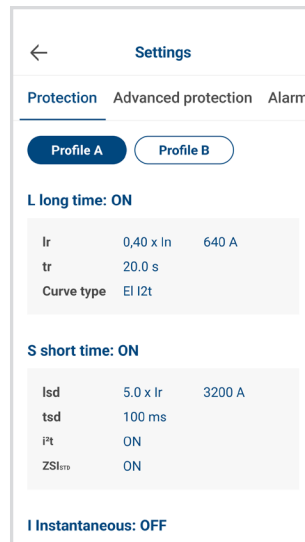 Settings
Protection Advanced protection Alarm
Profile A Profile B
L long time: ON
Ir 0,40 x In 640 A
tr 20.0 s
Curve type EI I2t
S short time: ON
Isd 5.0 x Ir 3200 A
tsd 100 ms
i²t ON
ZSISTD ON
I Instantaneous: OFF